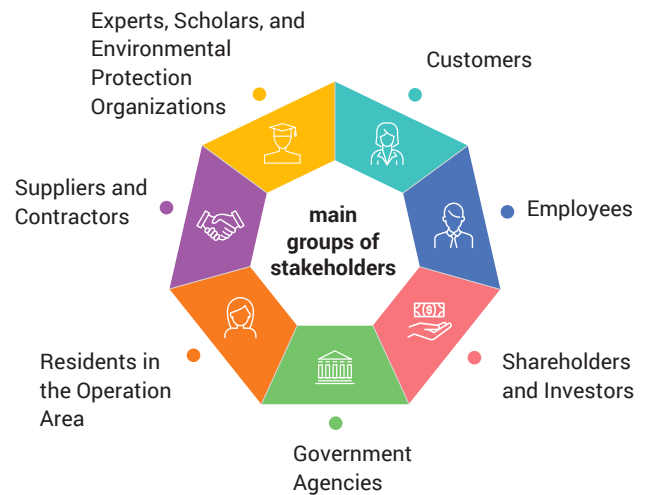 Experts, Scholars, and
Environmental
Protection
Organizations
Customers
Suppliers and
Contractors
main
groups of
stakeholders
Employees
Residents in
the Operation
Area
Shareholders
and Investors
Government
Agencies